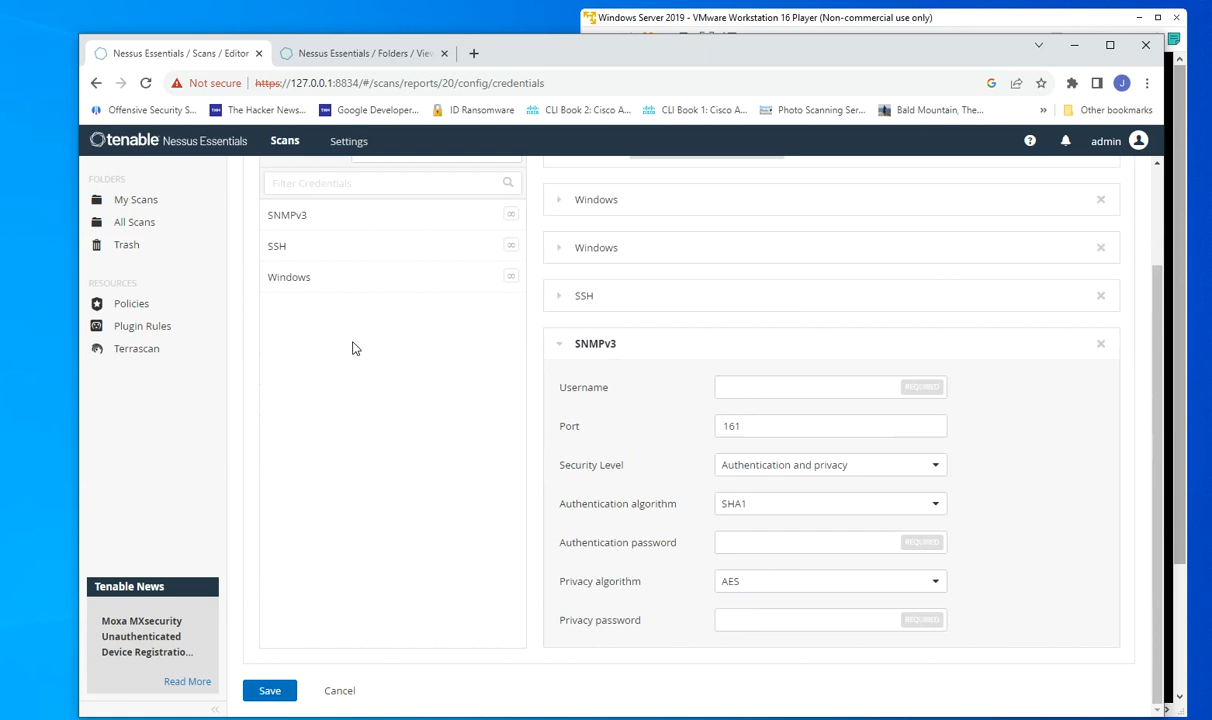 Windows Server 2019 - VMware Workstation 16 Player (Non-commercial use only)
Nessus Essentials / Scans / Editor
Nessus Essentials / Folders / View
Not secure
https://127.0.0.1:8834/#/scans/reports/20/config/credentials
Offensive Security S...
The Hacker News...
Google Developer...
ID Ransomware
CLI Book 2: Cisco A...
CLI Book 1: Cisco A...
Photo Scanning Ser...
Bald Mountain, The...
Other bookmarks
tenable Nessus Essentials
Scans
Settings
admin
FOLDERS
My Scans
All Scans
Trash
RESOURCES
Policies
Plugin Rules
Terrascan
Filter Credentials
SNMPv3
SSH
Windows
Windows
Windows
SSH
SNMPv3
Username
REQUIRED
Port
161
Security Level
Authentication and privacy
Authentication algorithm
SHA1
Authentication password
REQUIRED
Privacy algorithm
AES
Privacy password
REQUIRED
Tenable News
Moxa MXsecurity
Unauthenticated
Device Registratio...
Read More
Save
Cancel